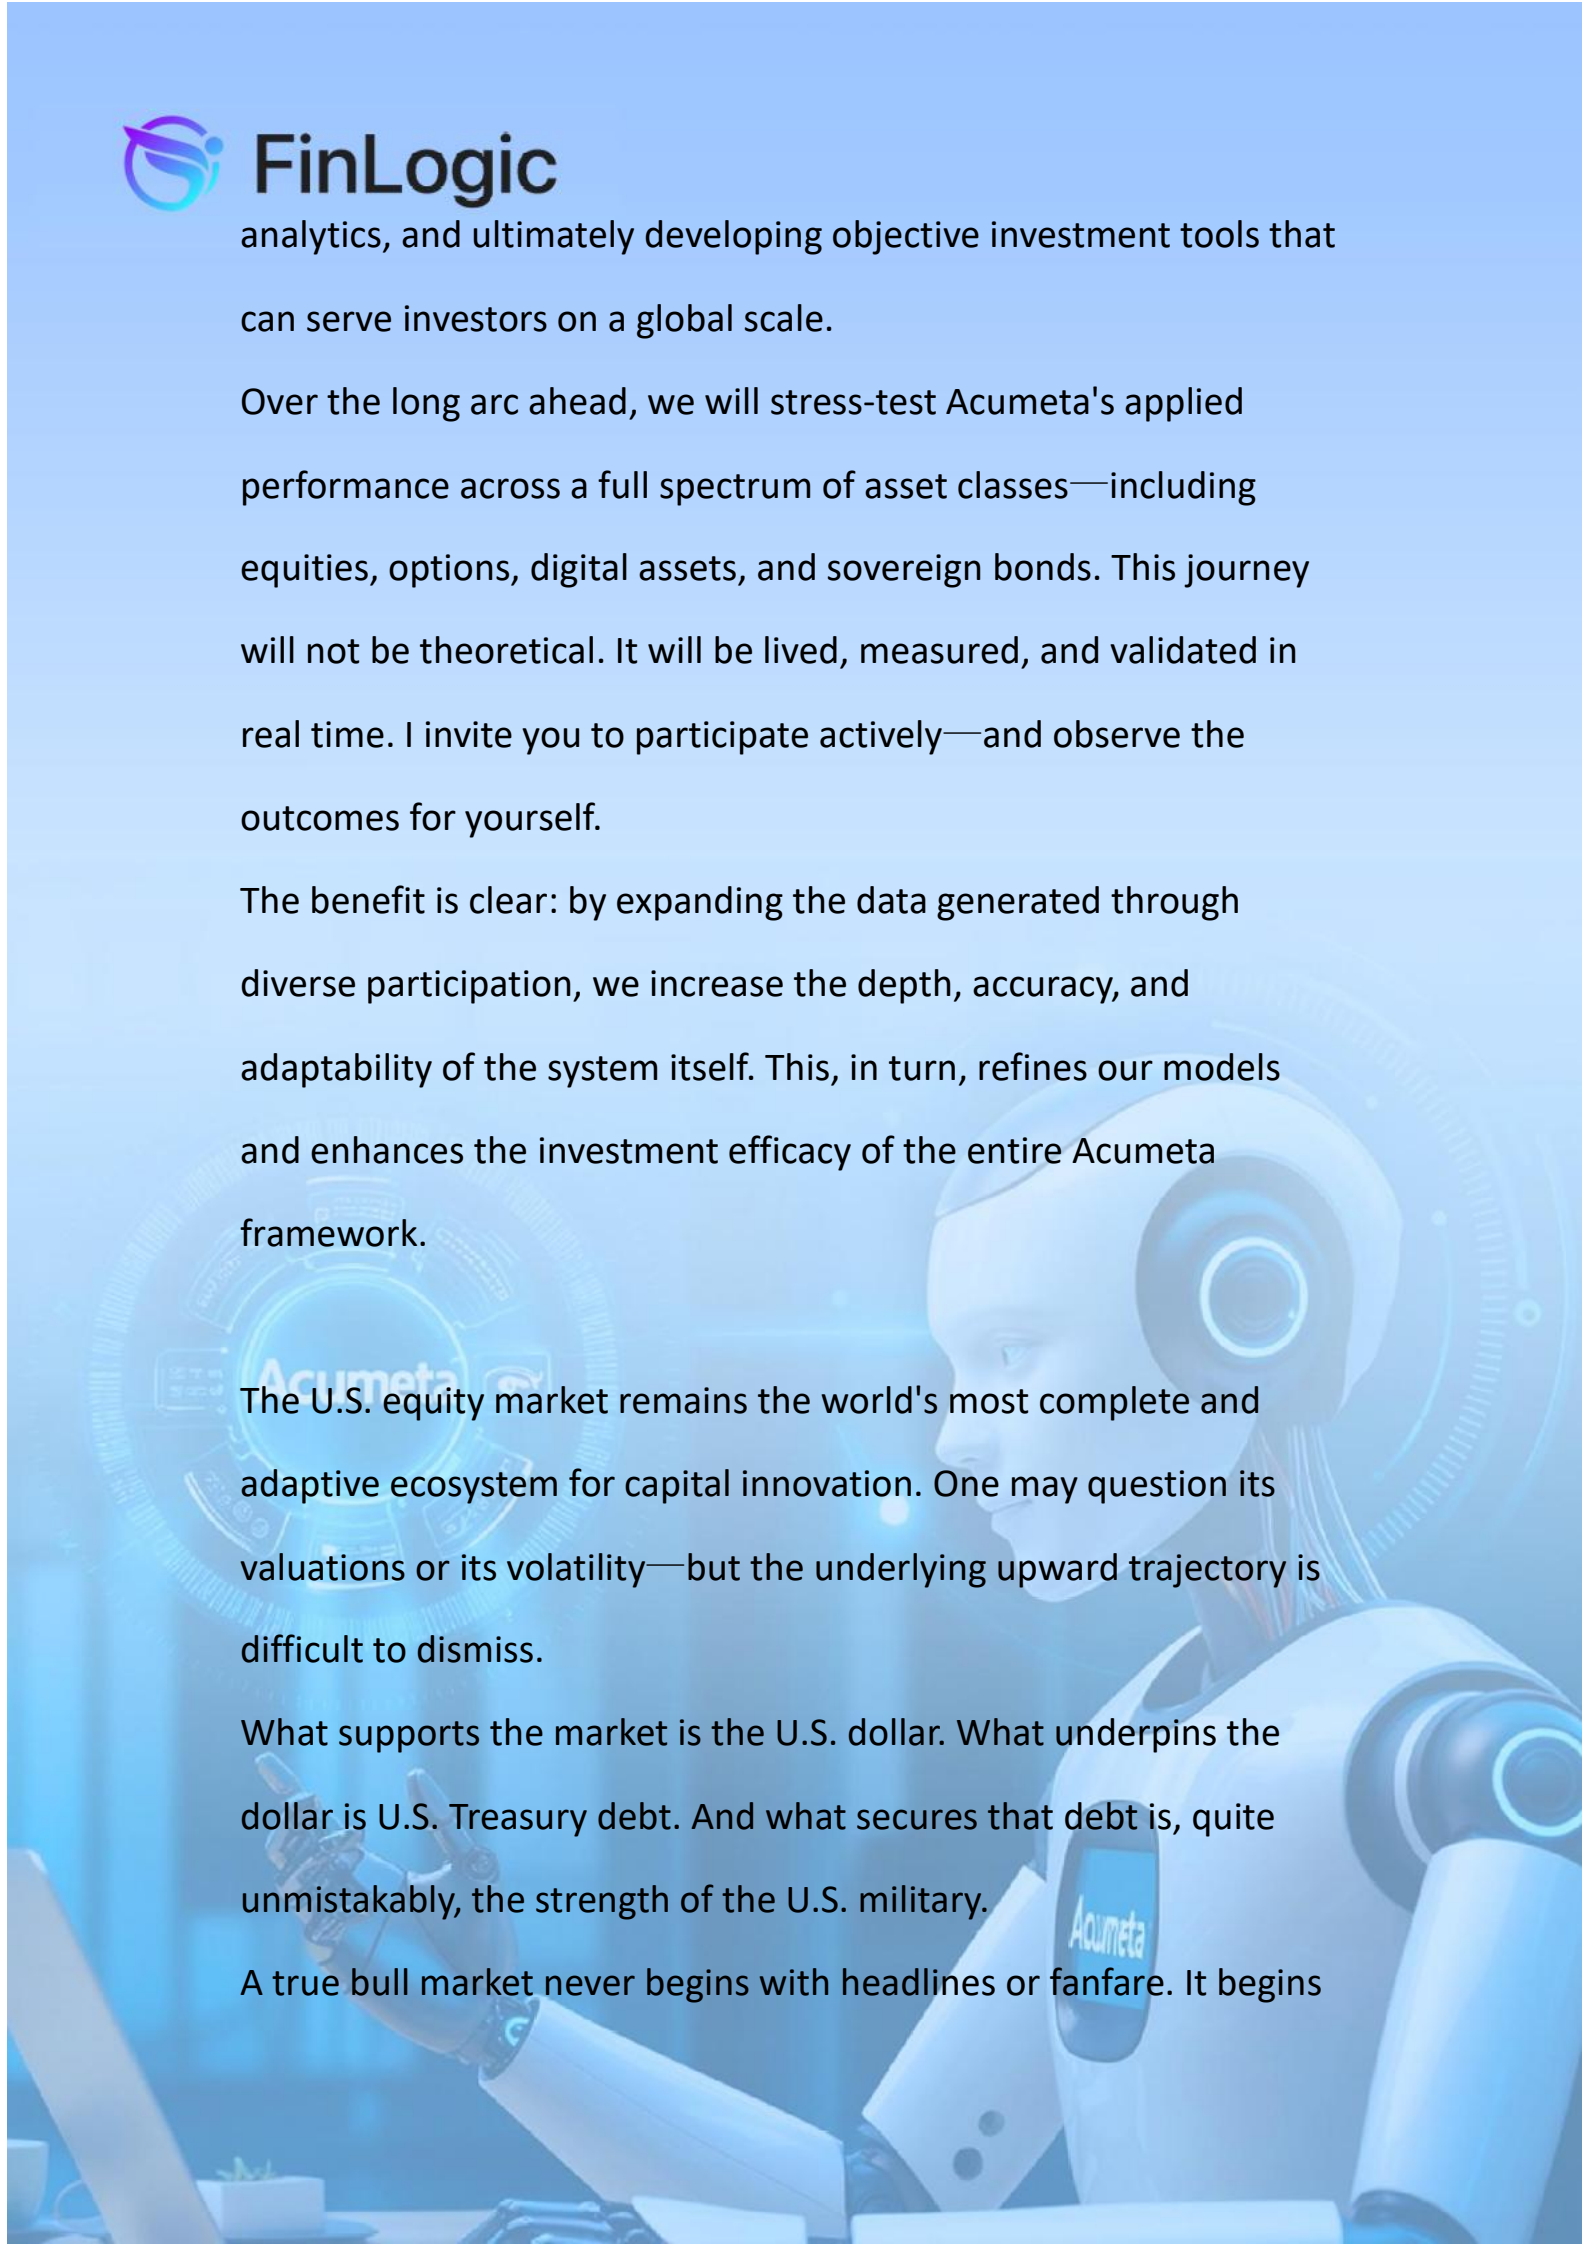 FinLogic
analytics, and ultimately developing objective investment tools that
can serve investors on a global scale.
Over the long arc ahead, we will stress-test Acumeta's applied
performance across a full spectrum of asset classes—including
equities, options, digital assets, and sovereign bonds. This journey
will not be theoretical. It will be lived, measured, and validated in
real time. I invite you to participate actively—and observe the
outcomes for yourself.
The benefit is clear: by expanding the data generated through
diverse participation, we increase the depth, accuracy, and
adaptability of the system itself. This, in turn, refines our models
and enhances the investment efficacy of the entire Acumeta
framework.
Acumeta
The U.S. equity market remains the world's most complete and
adaptive ecosystem for capital innovation. One may question its
valuations or its volatility—but the underlying upward trajectory is
difficult to dismiss.
What supports the market is the U.S. dollar. What underpins the
dollar is U.S. Treasury debt. And what secures that debt is, quite
unmistakably, the strength of the U.S. military.
Acumeta
A true bull market never begins with headlines or fanfare. It begins